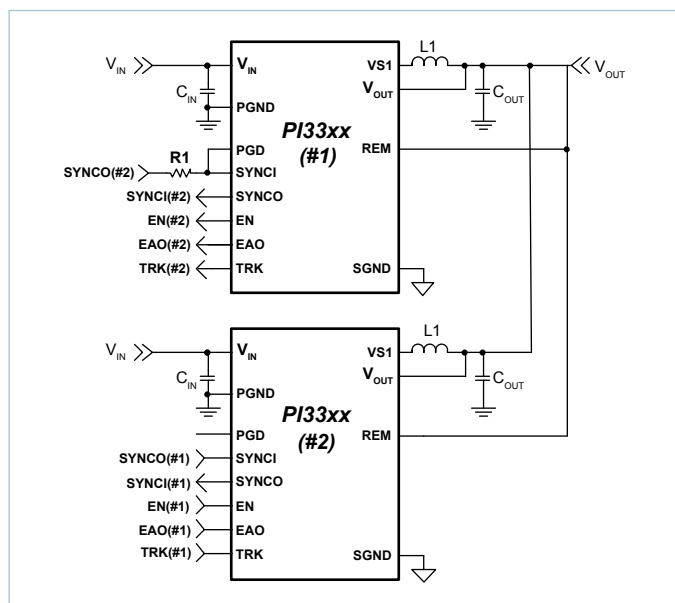 VIN
VIN
VS1
L1
VOUT
CIN
VOUT
COUT
PGND
PI33xx
(#1)
PGD
REM
R1
SYNCO(#2)
SYNCI
SYNCI(#2)
SYNCO
EN(#2)
EN
EAO(#2)
EAO
TRK(#2)
TRK
SGND
VIN
VIN
VS1
L1
CIN
VOUT
COUT
PGND
PI33xx
(#2)
PGD
REM
SYNCO(#1)
SYNCI
SYNCI(#1)
SYNCO
EN(#1)
EN
EAO(#1)
EAO
TRK(#1)
TRK
SGND